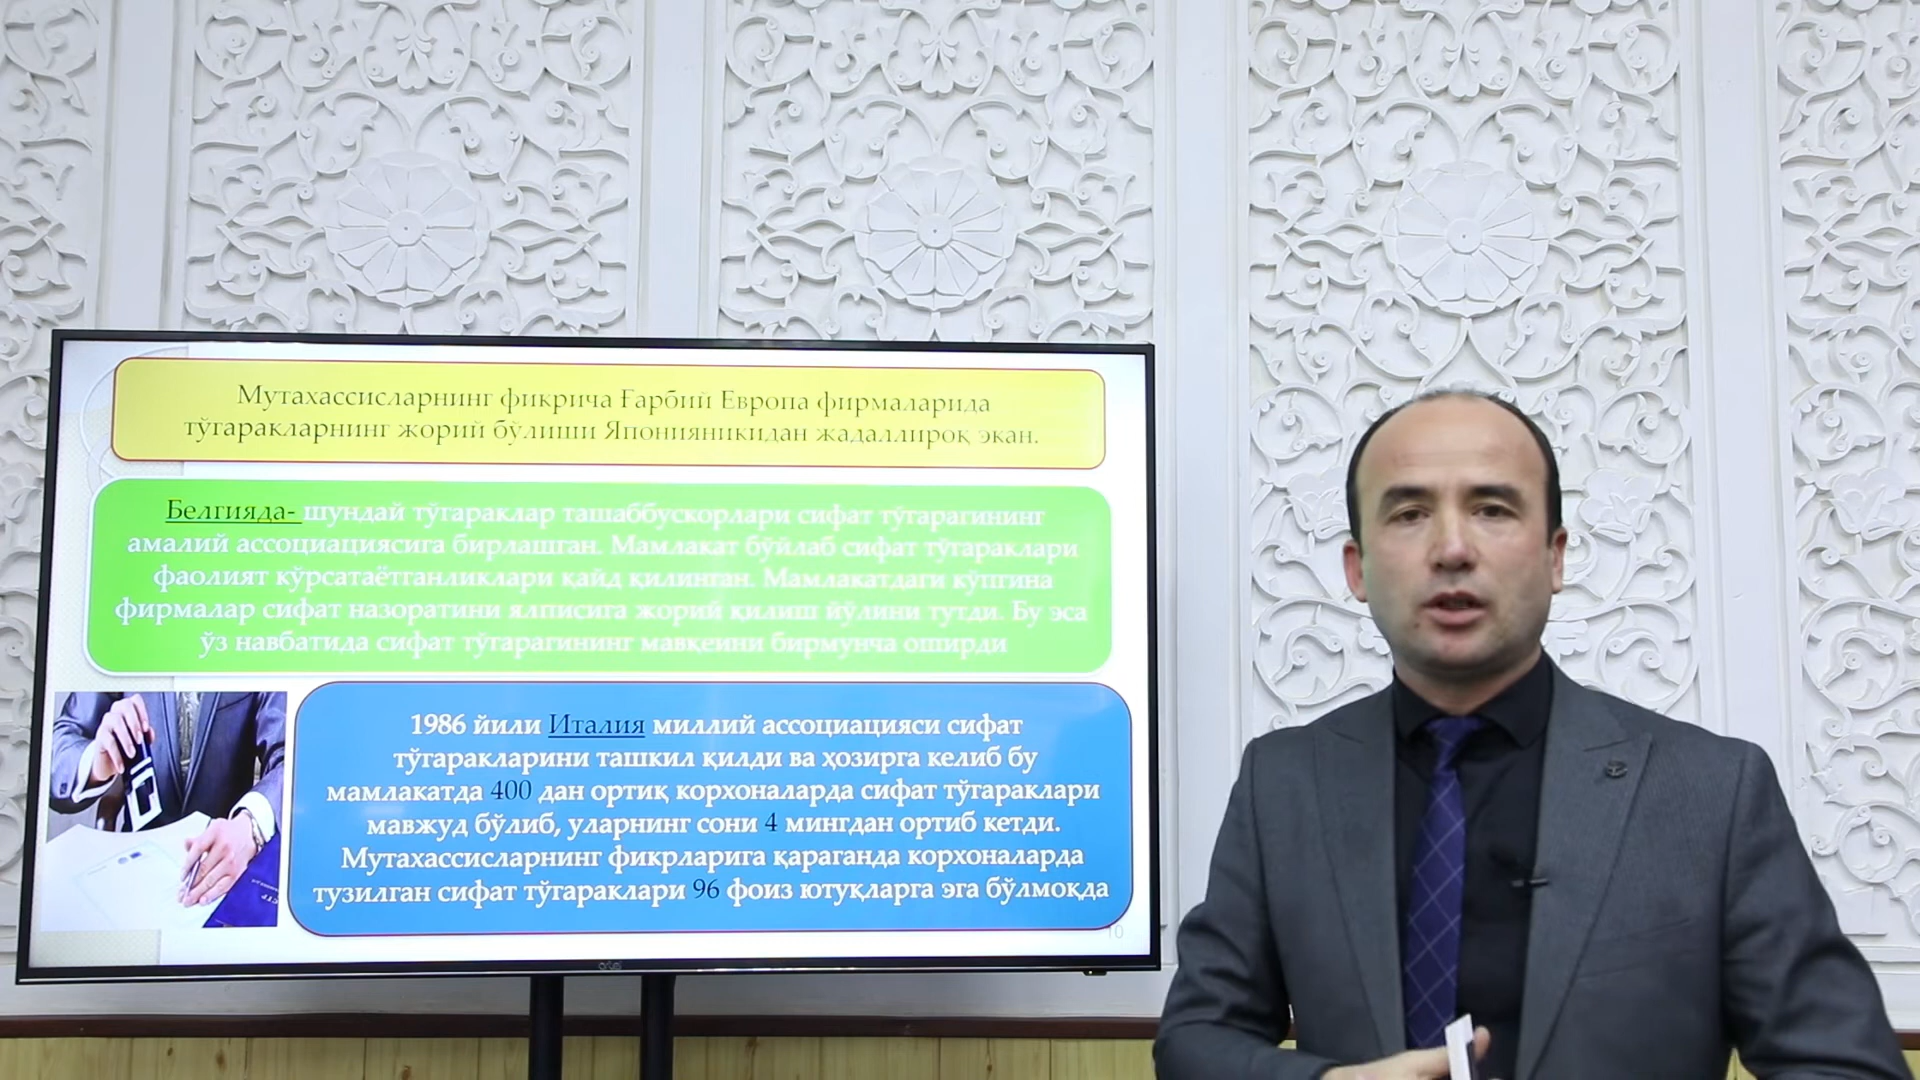 Мутахассисларнинг фикрича Ғарбий Европа фирмаларида
тўгаракларнинг жорий бўлиши Япониядникидан жадаллироқ экан.
Белгияда- шундай тўгараклар ташаббускорлари сифат тўгарагининг
амалий ассоциациясига бирлашган. Мамлакат бўйлаб сифат тўгараклари
фаолият кўрсатаётганликлари қайд қилинган. Мамлакатдаги кўпгина
фирмалар сифат назоратини ялписига жорий қилиш йўлини тутди. Бу эса
ўз навбатида сифат тўгарагининг мавқеини бирмунча оширди
1986 йили Италия миллий ассоциацияси сифат
тўгаракларини ташкил қилди ва ҳозирга келиб бу
мамлакатда 400 дан ортиқ корхоналарда сифат тўгараклари
мавжуд бўлиб, уларнинг сони 4 мингдан ортиб кетди.
Мутахассисларнинг фикрларига қараганда корхоналарда
тузилган сифат тўгараклари 96 фоиз ютуқларга эга бўлмоқда
10
artel